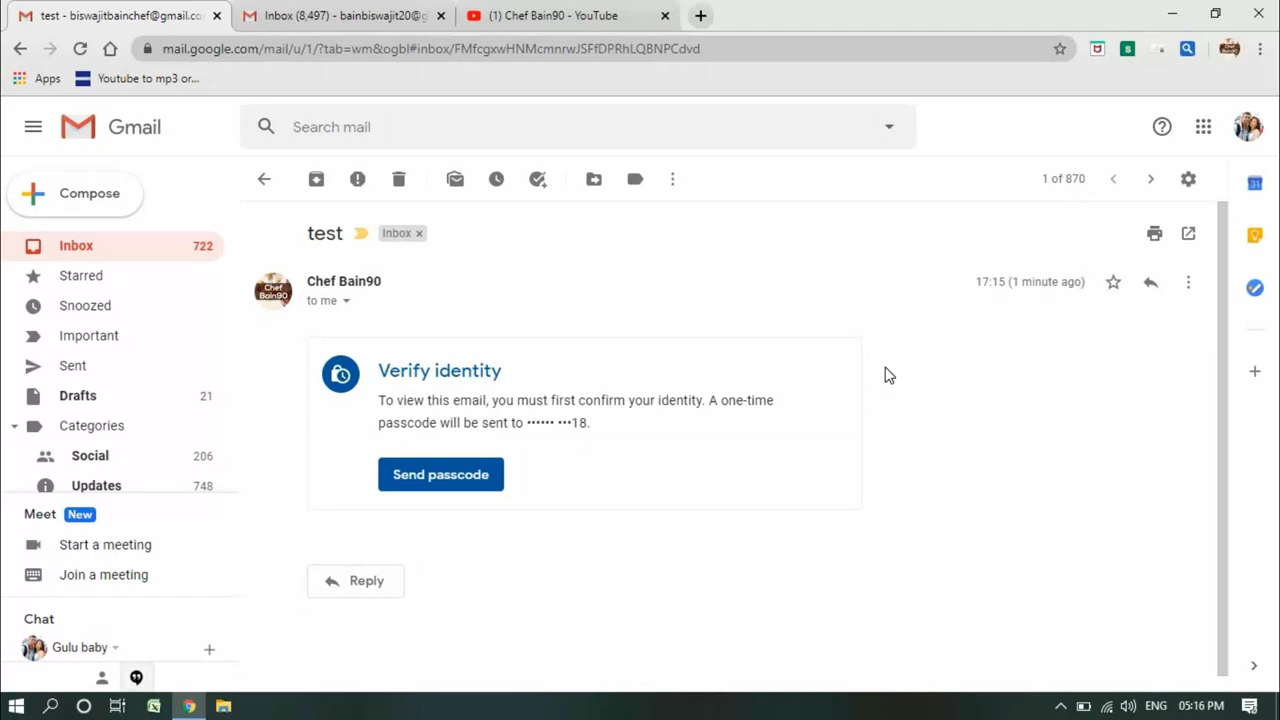 test - biswajitbainchef@gmail.co
Inbox (8,497) - bainbiswajit20@g
(1) Chef Bain90 - YouTube
mail.google.com/mail/u/1/?tab=wm&ogbl#inbox/FMfcgxwHNMcmnrwJSFfDPRhLQBNPCdvd
Apps
Youtube to mp3 or...
Gmail
Search mail
Compose
1 of 870
Inbox 722
Starred
Snoozed
Important
Sent
Drafts 21
Categories
Social 206
Updates 748
Meet New
Start a meeting
Join a meeting
Chat
Gulu baby
test
Inbox ×
Chef Bain90
17:15 (1 minute ago)
to me
Chef
Bain90
Verify identity
To view this email, you must first confirm your identity. A one-time
passcode will be sent to •••••• •••18.
Send passcode
Reply
31
ENG
05:16 PM